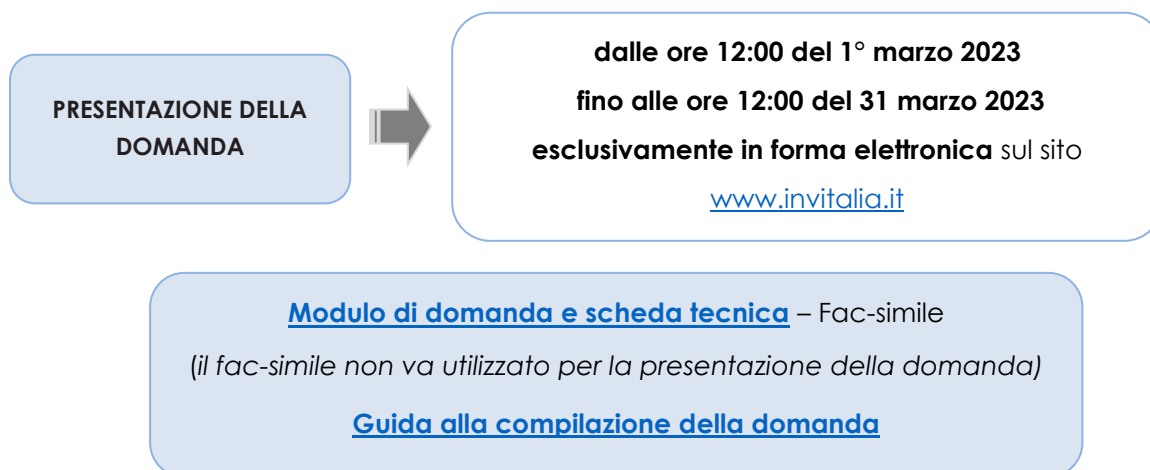 PRESENTAZIONE DELLA
DOMANDA
dalle ore 12:00 del 1° marzo 2023
fino alle ore 12:00 del 31 marzo 2023
esclusivamente in forma elettronica sul sito
www.invitalia.it
Modulo di domanda e scheda tecnica – Fac-simile
(il fac-simile non va utilizzato per la presentazione della domanda)
Guida alla compilazione della domanda